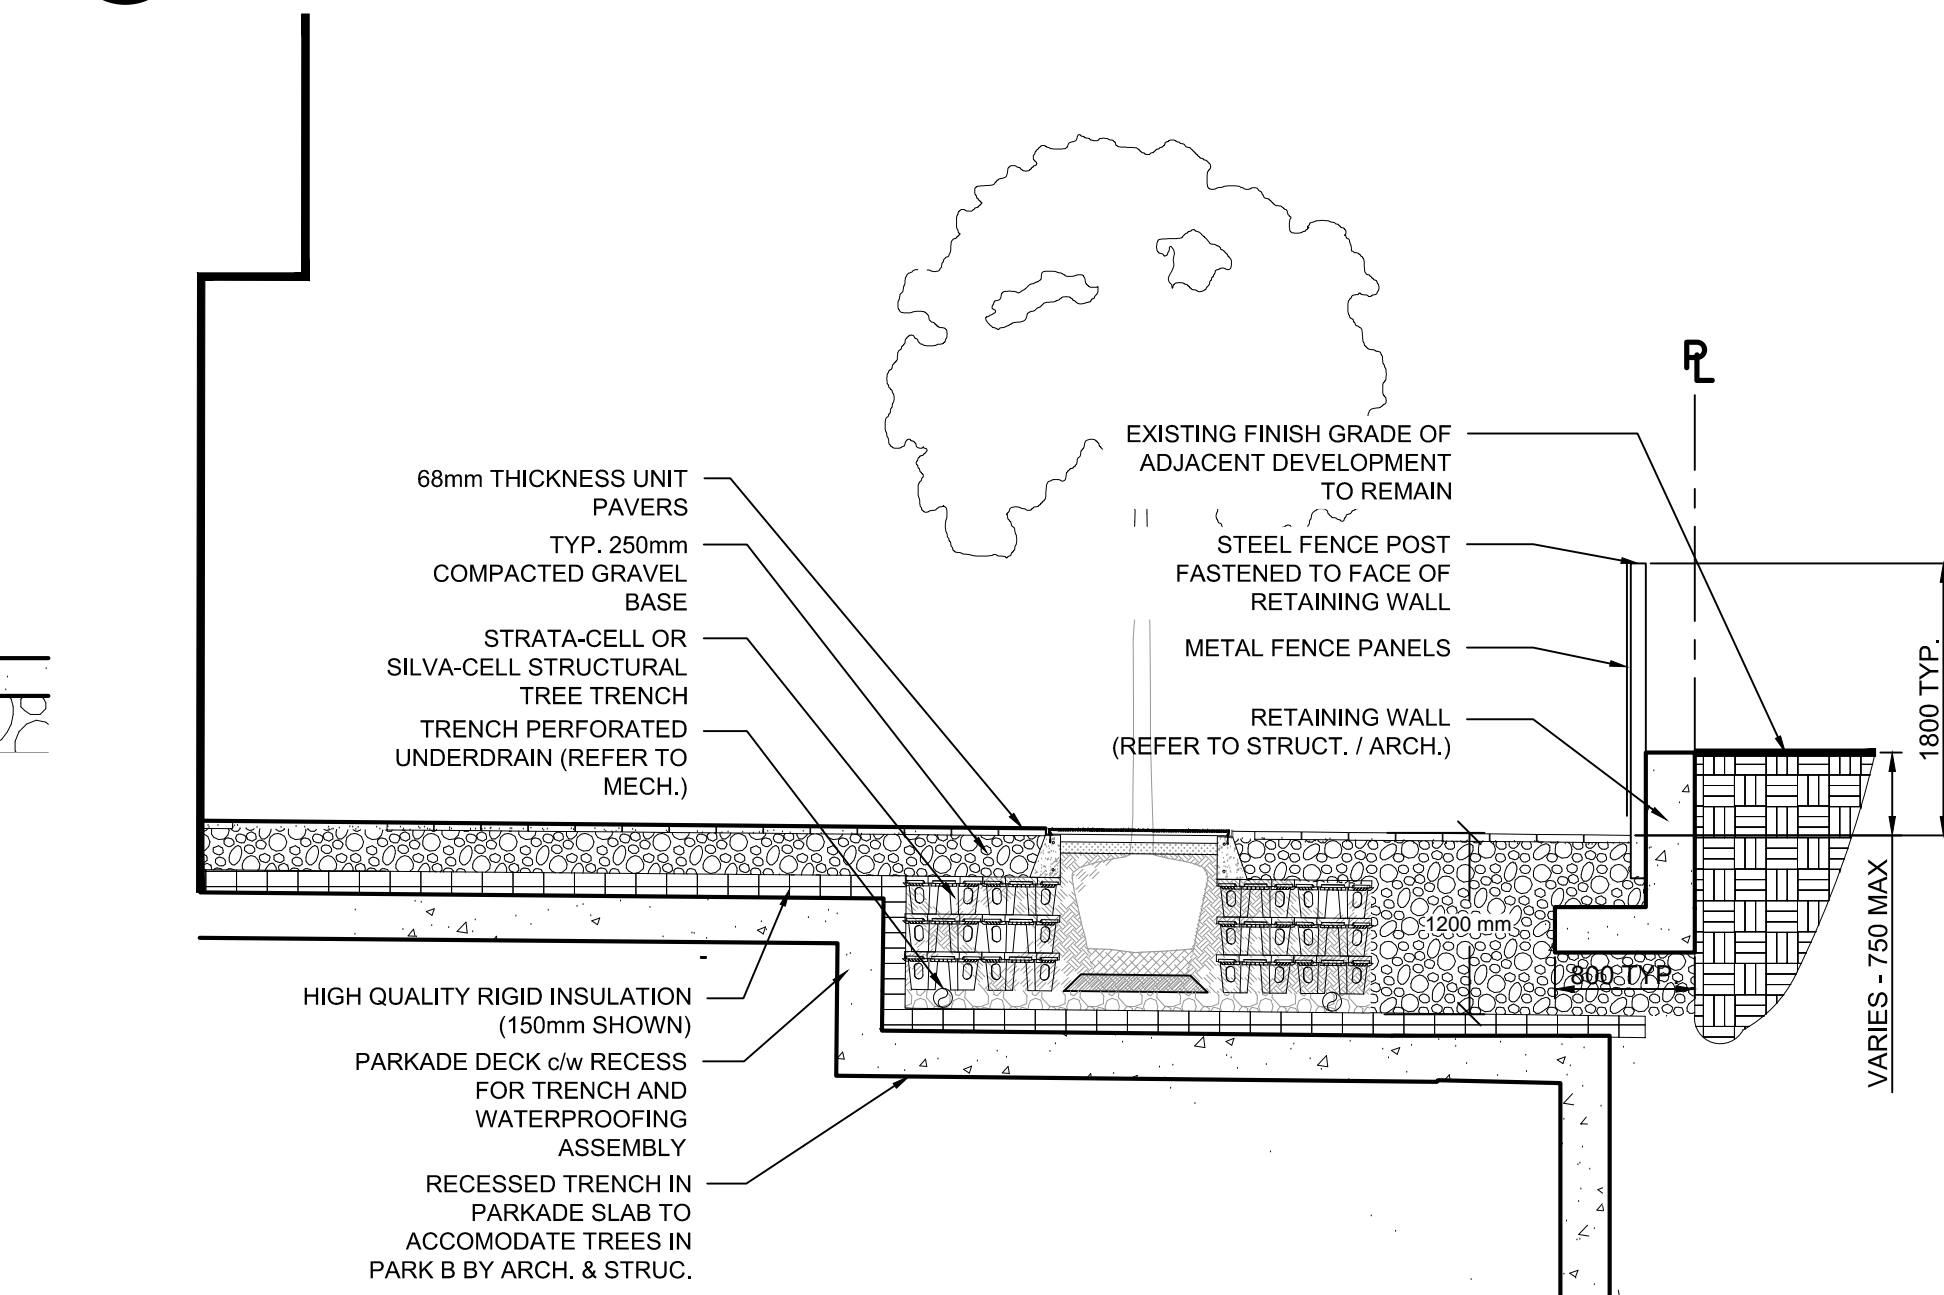 68mm THICKNESS UNIT
PAVERS
TYP. 250mm
COMPACTED GRAVEL
BASE
STRATA-CELL OR
SILVA-CELL STRUCTURAL
TREE TRENCH
TRENCH PERFORATED
UNDERDRAIN (REFER TO
MECH.)
HIGH QUALITY RIGID INSULATION
(150mm SHOWN)
PARKADE DECK c/w RECESS
FOR TRENCH AND
WATERPROOFING
ASSEMBLY
RECESSED TRENCH IN
PARKADE SLAB TO
ACCOMODATE TREES IN
PARK B BY ARCH. & STRUC.
PL
EXISTING FINISH GRADE OF
ADJACENT DEVELOPMENT
TO REMAIN
STEEL FENCE POST
FASTENED TO FACE OF
RETAINING WALL
METAL FENCE PANELS
RETAINING WALL
(REFER TO STRUCT. / ARCH.)
1200 mm
800 TYP.
1800 TYP.
VARIES - 750 MAX